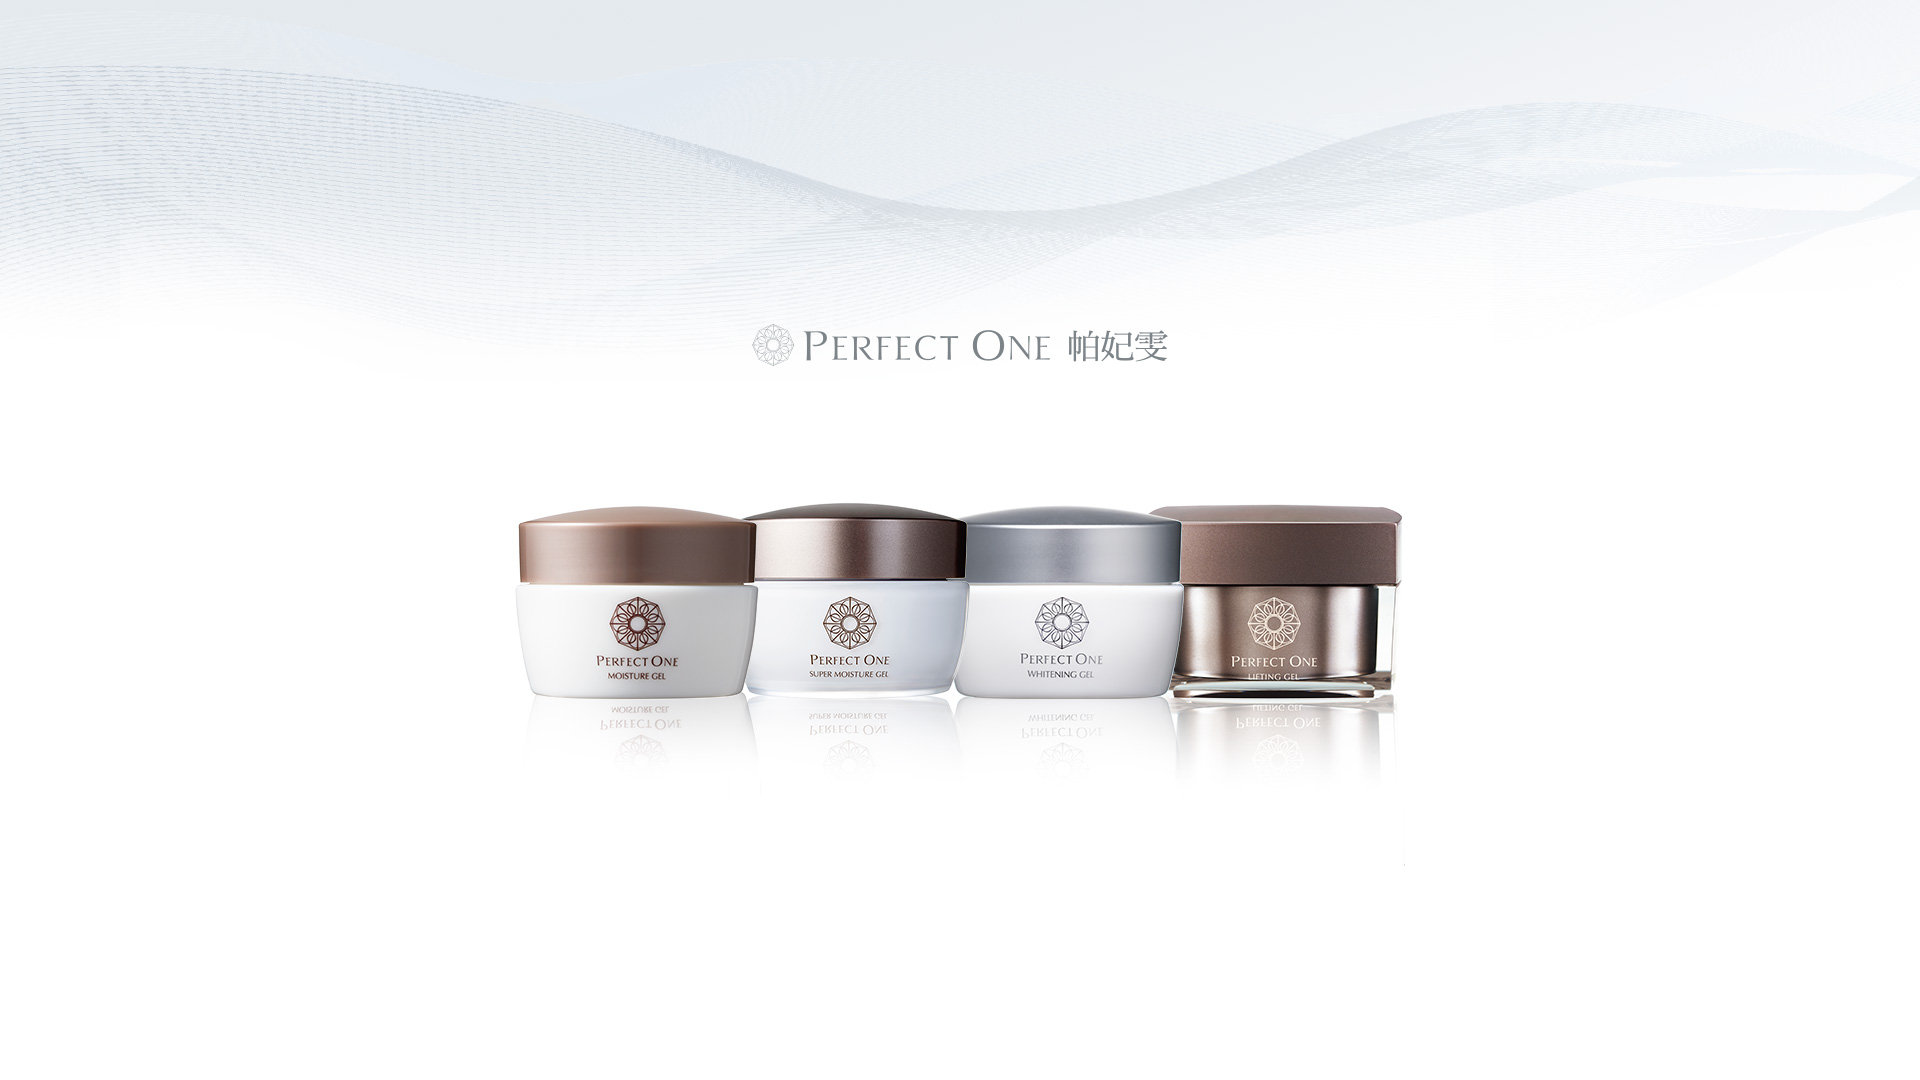 PERFECT ONE 帕妃雯
PERFECT ONE
MOISTURE GEL
PERFECT ONE
SUPER MOISTURE GEL
PERFECT ONE
WHITENING GEL
PERFECT ONE
LIFTING GEL